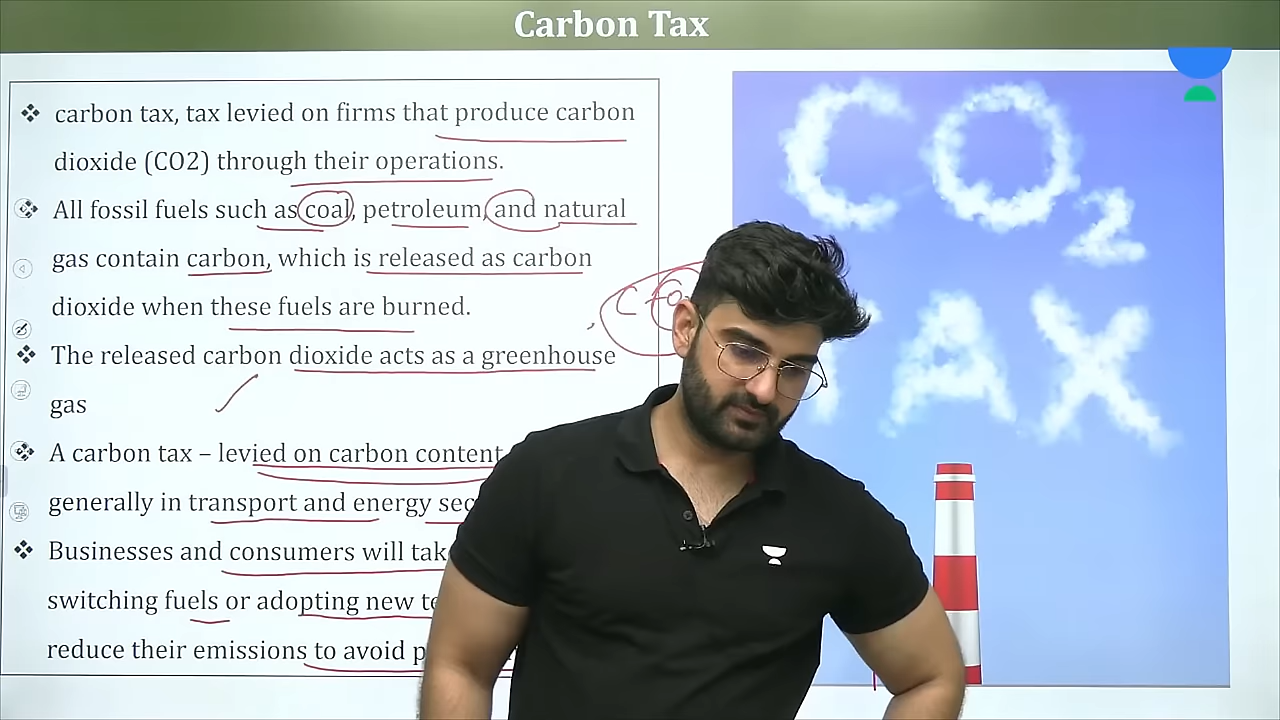 Carbon Tax
carbon tax, tax levied on firms that produce carbon
dioxide (CO2) through their operations.
All fossil fuels such as coal, petroleum, and natural
gas contain carbon, which is released as carbon
dioxide when these fuels are burned.
The released carbon dioxide acts as a greenhouse
gas
A carbon tax – levied on carbon content
generally in transport and energy
Businesses and consumers will
switching fuels or adopting new
reduce their emissions to avoid
CO2
TAX